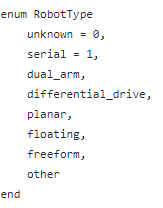 enum RobotType
    unknown = 0,
    serial = 1,
    dual_arm,
    differential_drive,
    planar,
    floating,
    freeform,
    other
end